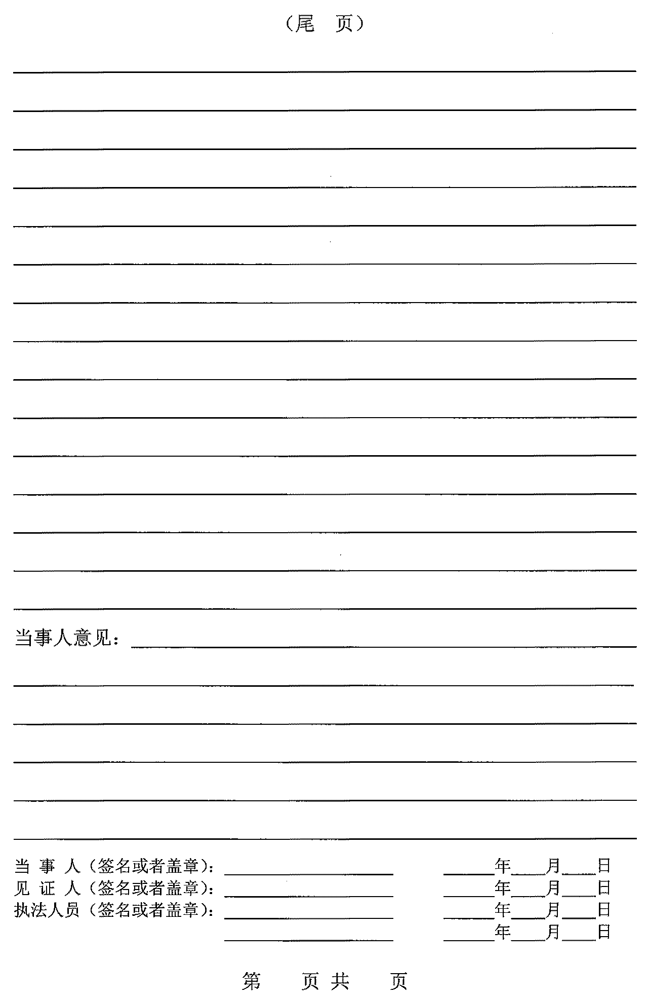 （尾　页）
当事人意见：
当 事 人（签名或者盖章）： 年 月 日
见 证 人（签名或者盖章）： 年 月 日
执法人员（签名或者盖章）： 年 月 日
年 月 日
第 页 共 页